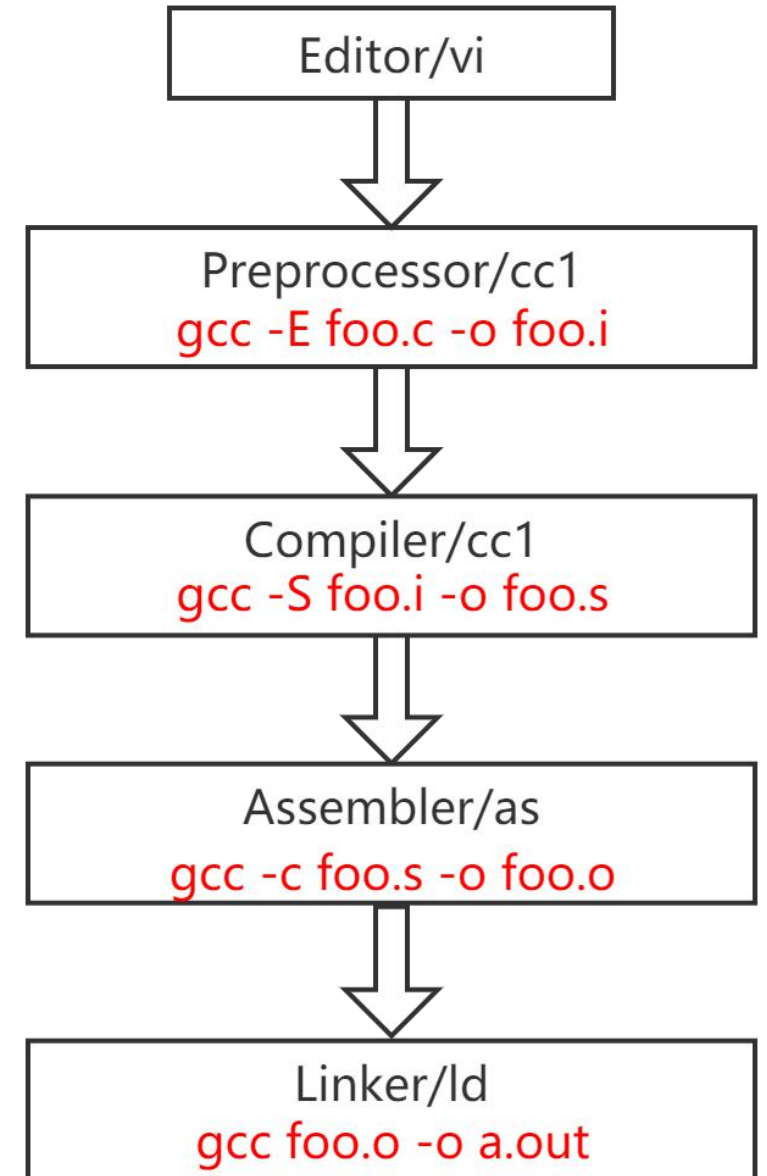 Editor/vi
Preprocessor/cc1
gcc -E foo.c -o foo.i
Compiler/cc1
gcc -S foo.i -o foo.s
Assembler/as
gcc -c foo.s -o foo.o
Linker/ld
gcc foo.o -o a.out